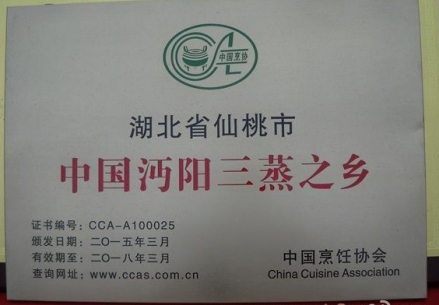 中国烹协
湖北省仙桃市
中国沔阳三蒸之乡
证书编号：CCA-A100025
颁发日期：二〇一五年三月
有效期至：二〇一八年三月
查询网址：www.ccas.com.cn
中国烹饪协会
China Cuisine Association